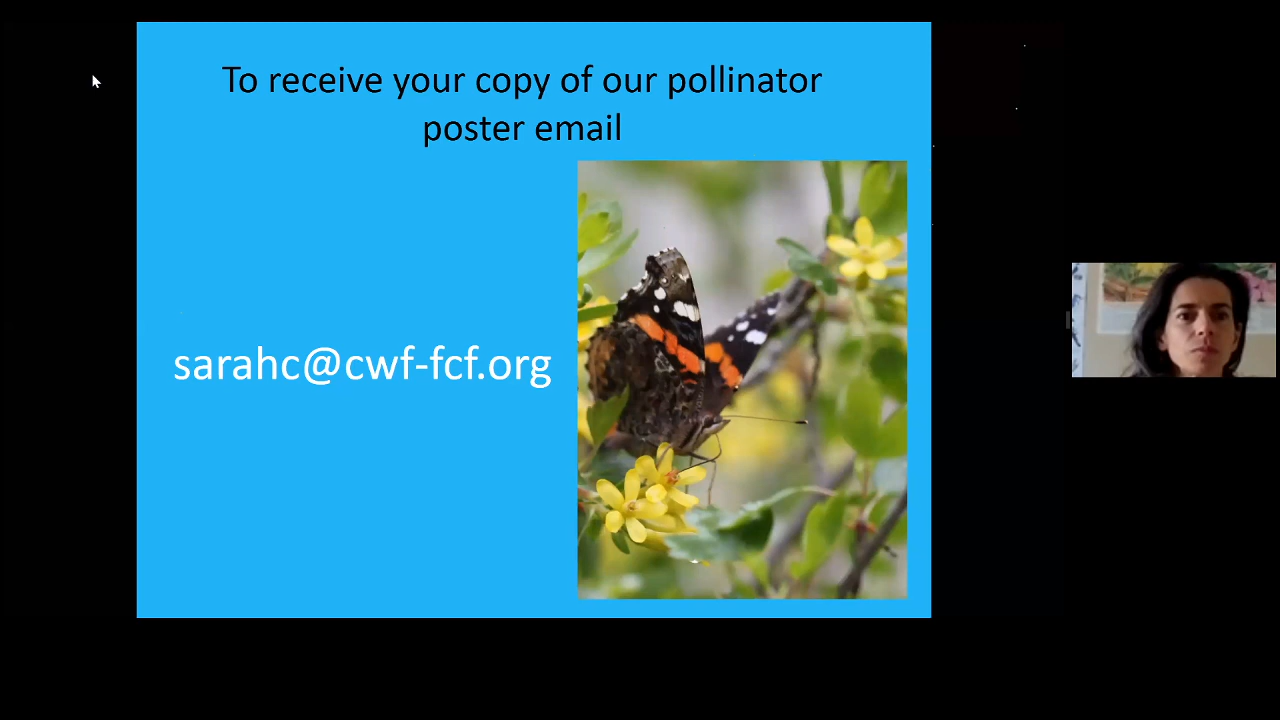 To receive your copy of our pollinator
poster email
sarahc@cwf-fcf.org